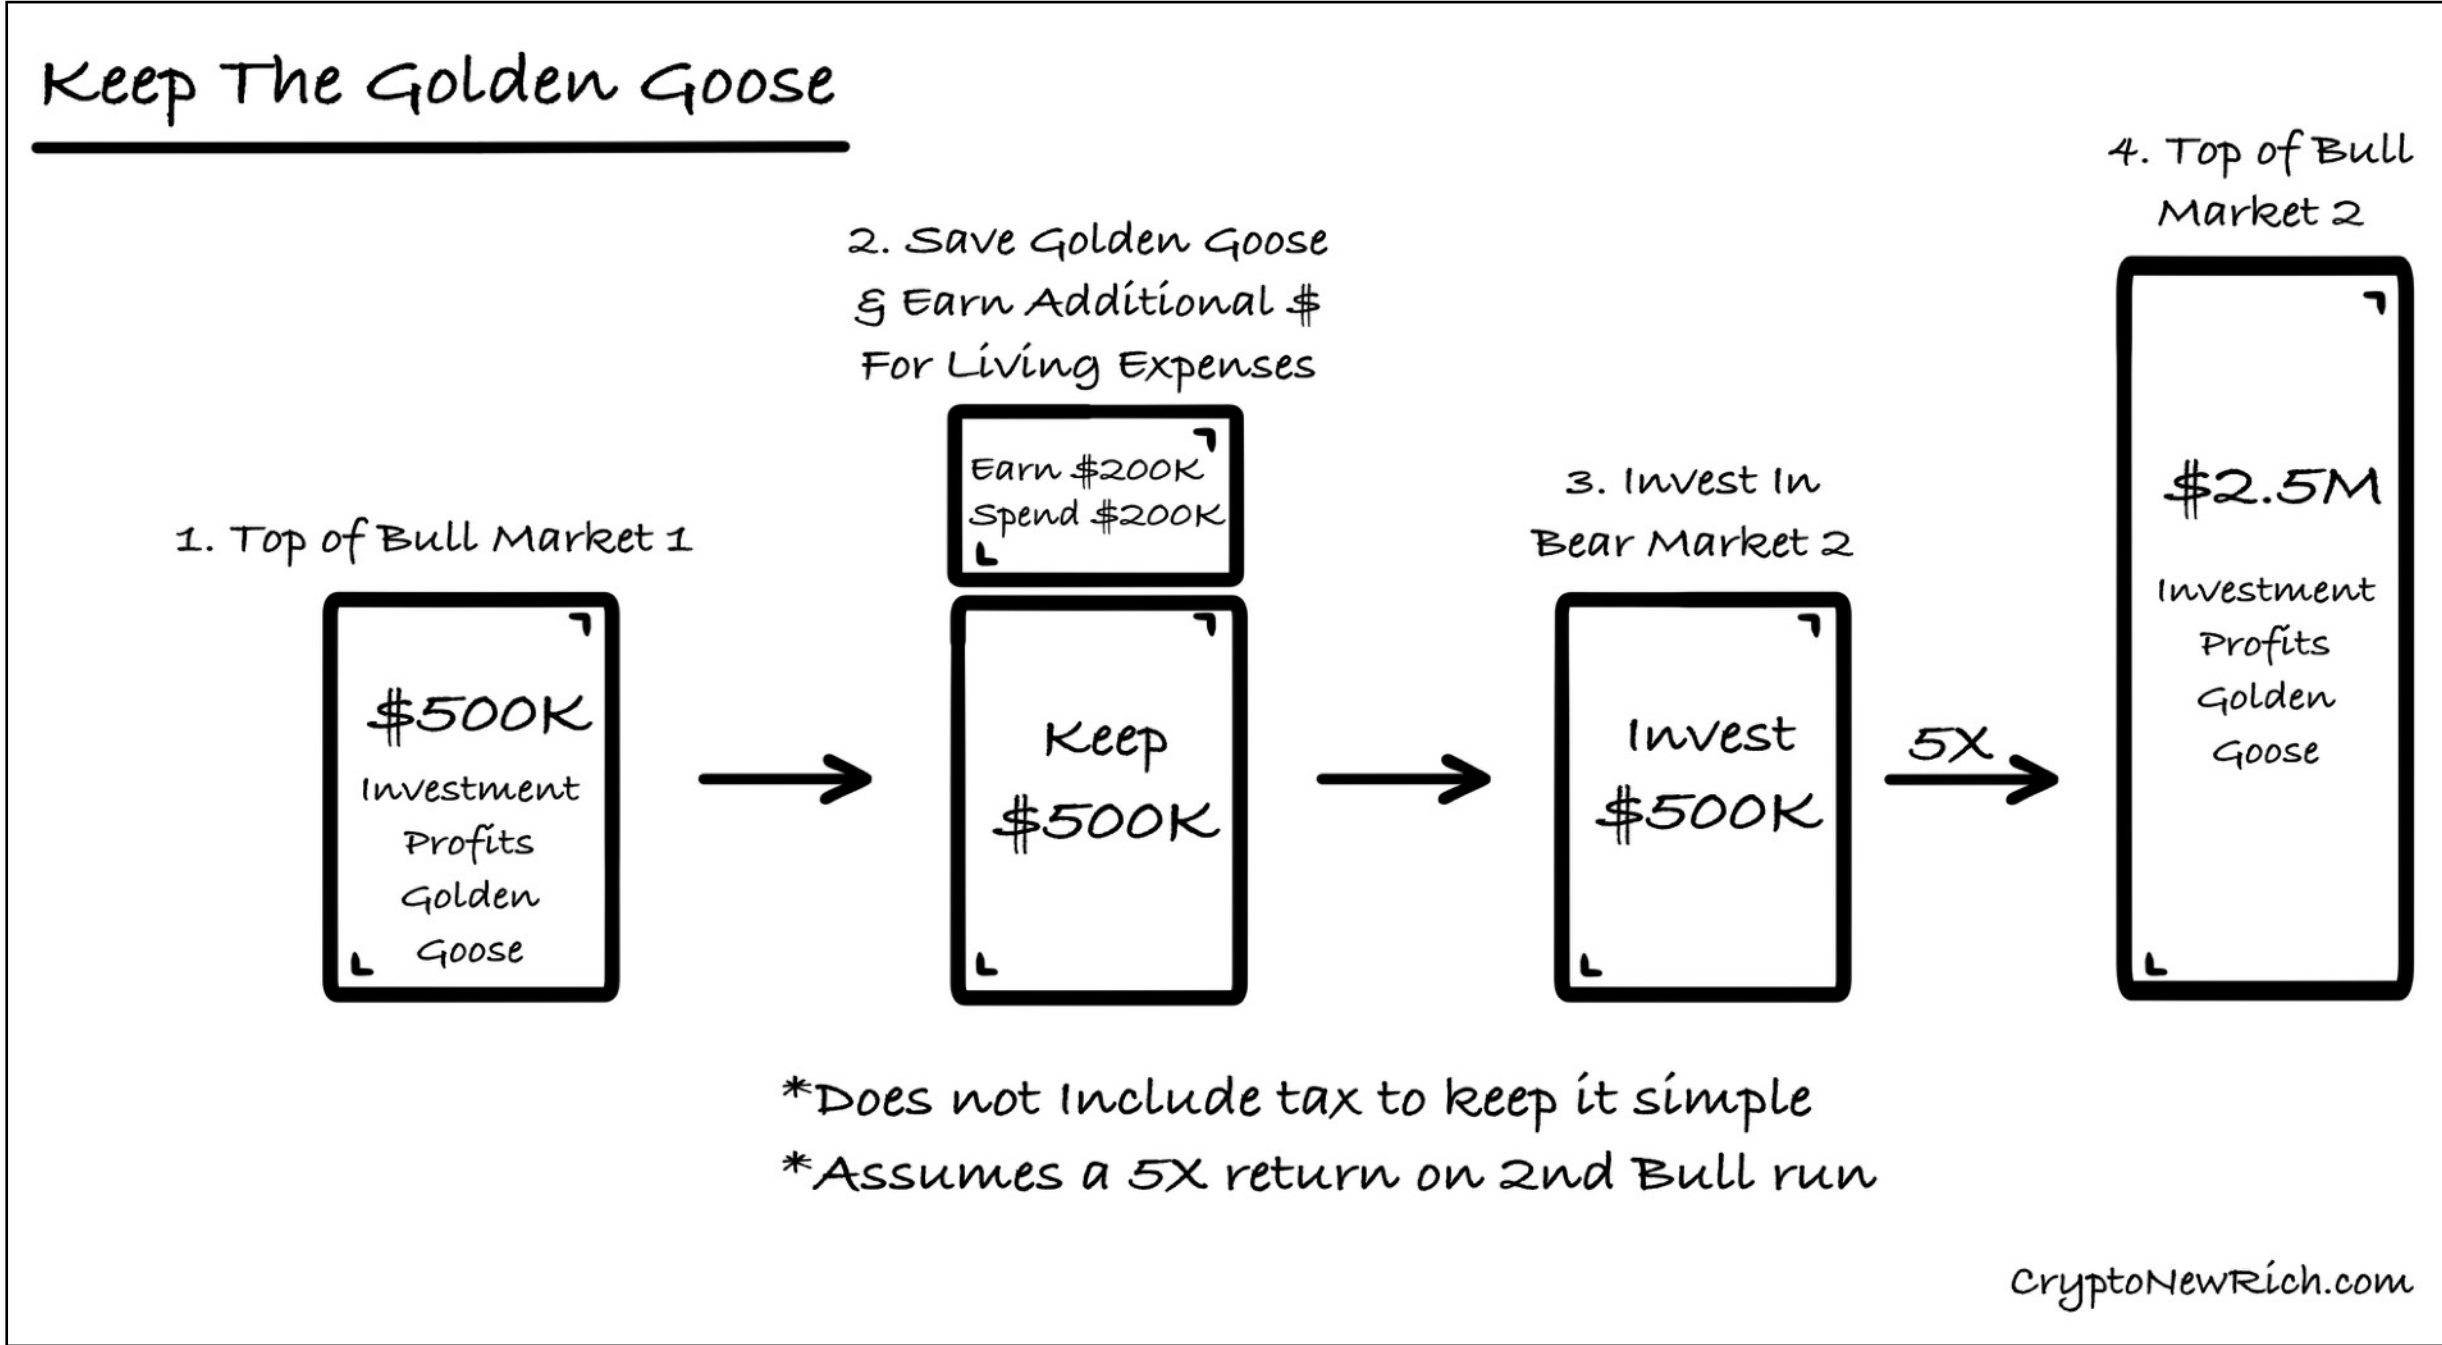 Keep The Golden Goose
1. Top of Bull Market 1
$500K
Investment
Profits
Golden
Goose
2. Save Golden Goose
& Earn Additional $
For Living Expenses
Earn $200K
Spend $200K
Keep
$500K
3. Invest In
Bear Market 2
Invest
$500K
5X
4. Top of Bull
Market 2
$2.5M
Investment
Profits
Golden
Goose
*Does not Include tax to keep it simple
*Assumes a 5X return on 2nd Bull run
CryptoNewRich.com